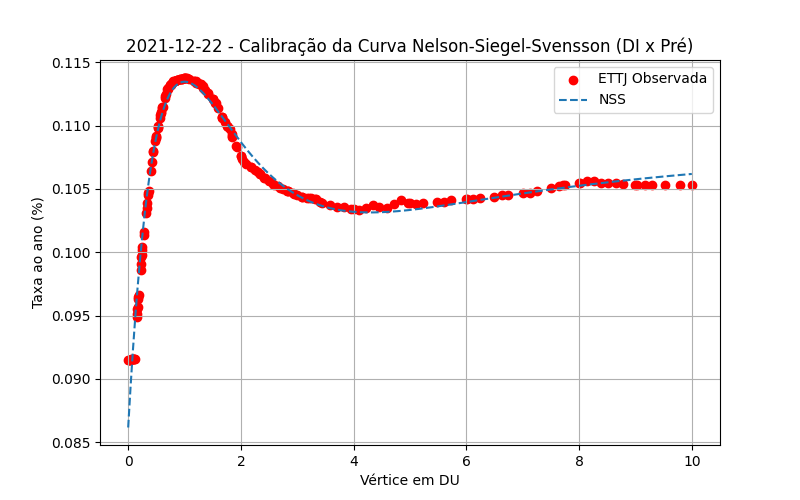 2021-12-22 - Calibração da Curva Nelson-Siegel-Svensson (DI x Pré)
ETTJ Observada
NSS
Taxa ao ano (%)
0.115
0.110
0.105
0.100
0.095
0.090
0.085
0 2 4 6 8 10
Vértice em DU